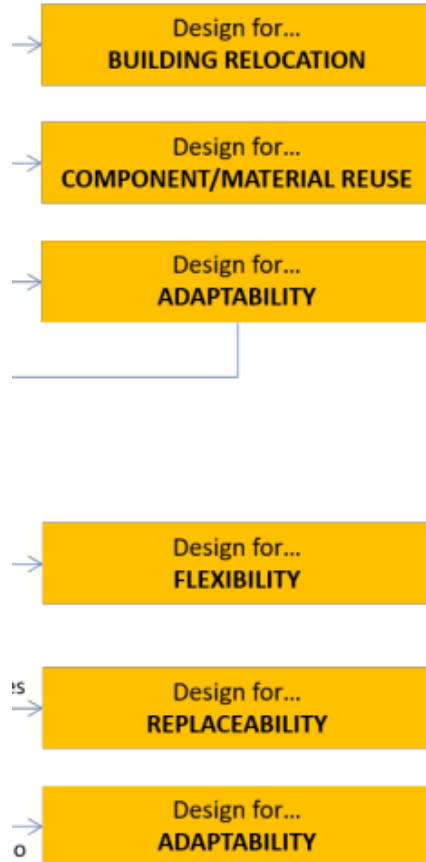 Design for...
BUILDING RELOCATION
Design for...
COMPONENT/MATERIAL REUSE
Design for...
ADAPTABILITY
Design for...
FLEXIBILITY
es
Design for...
REPLACEABILITY
Design for...
ADAPTABILITY
o